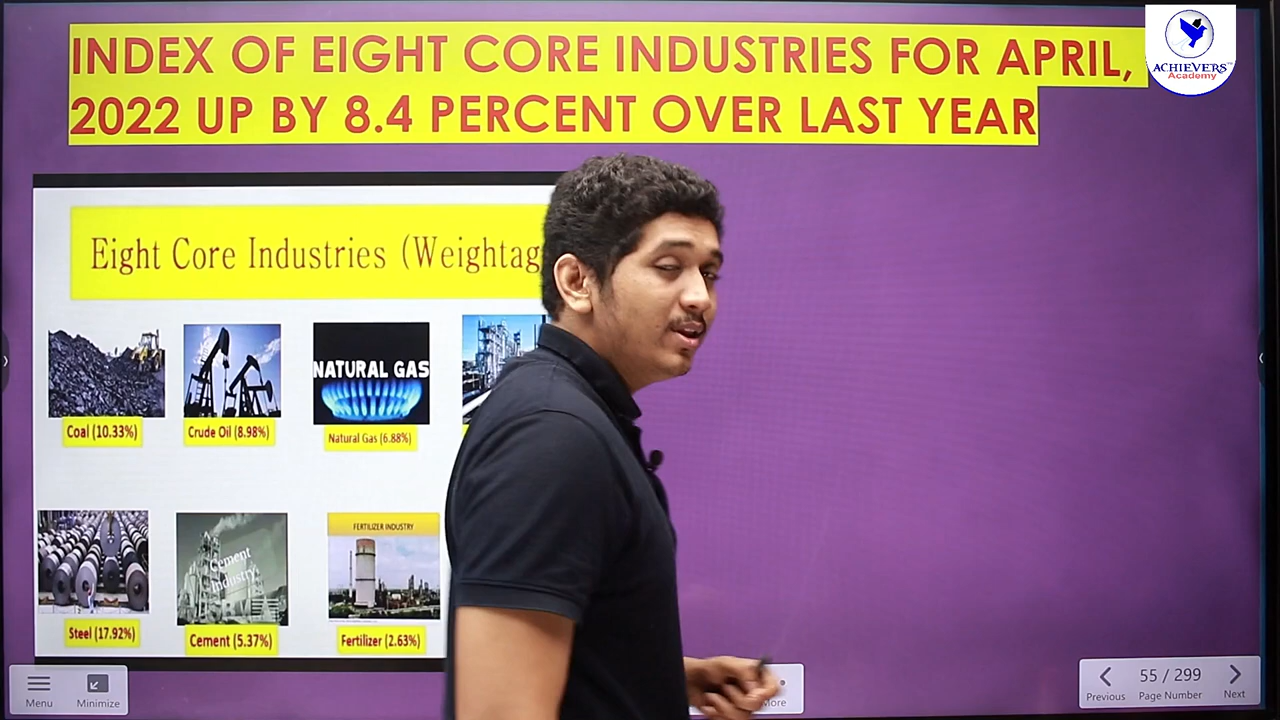 INDEX OF EIGHT CORE INDUSTRIES FOR APRIL,
2022 UP BY 8.4 PERCENT OVER LAST YEAR
ACHIEVERS™
Academy
Eight Core Industries (Weightag
NATURAL GAS
Coal (10.33%)
Crude Oil (8.98%)
Natural Gas (6.88%)
FERTILIZER INDUSTRY
Cement
Industry
Steel (17.92%)
Cement (5.37%)
Fertilizer (2.63%)
Menu
Minimize
More
Previous
55 / 299
Page Number
Next